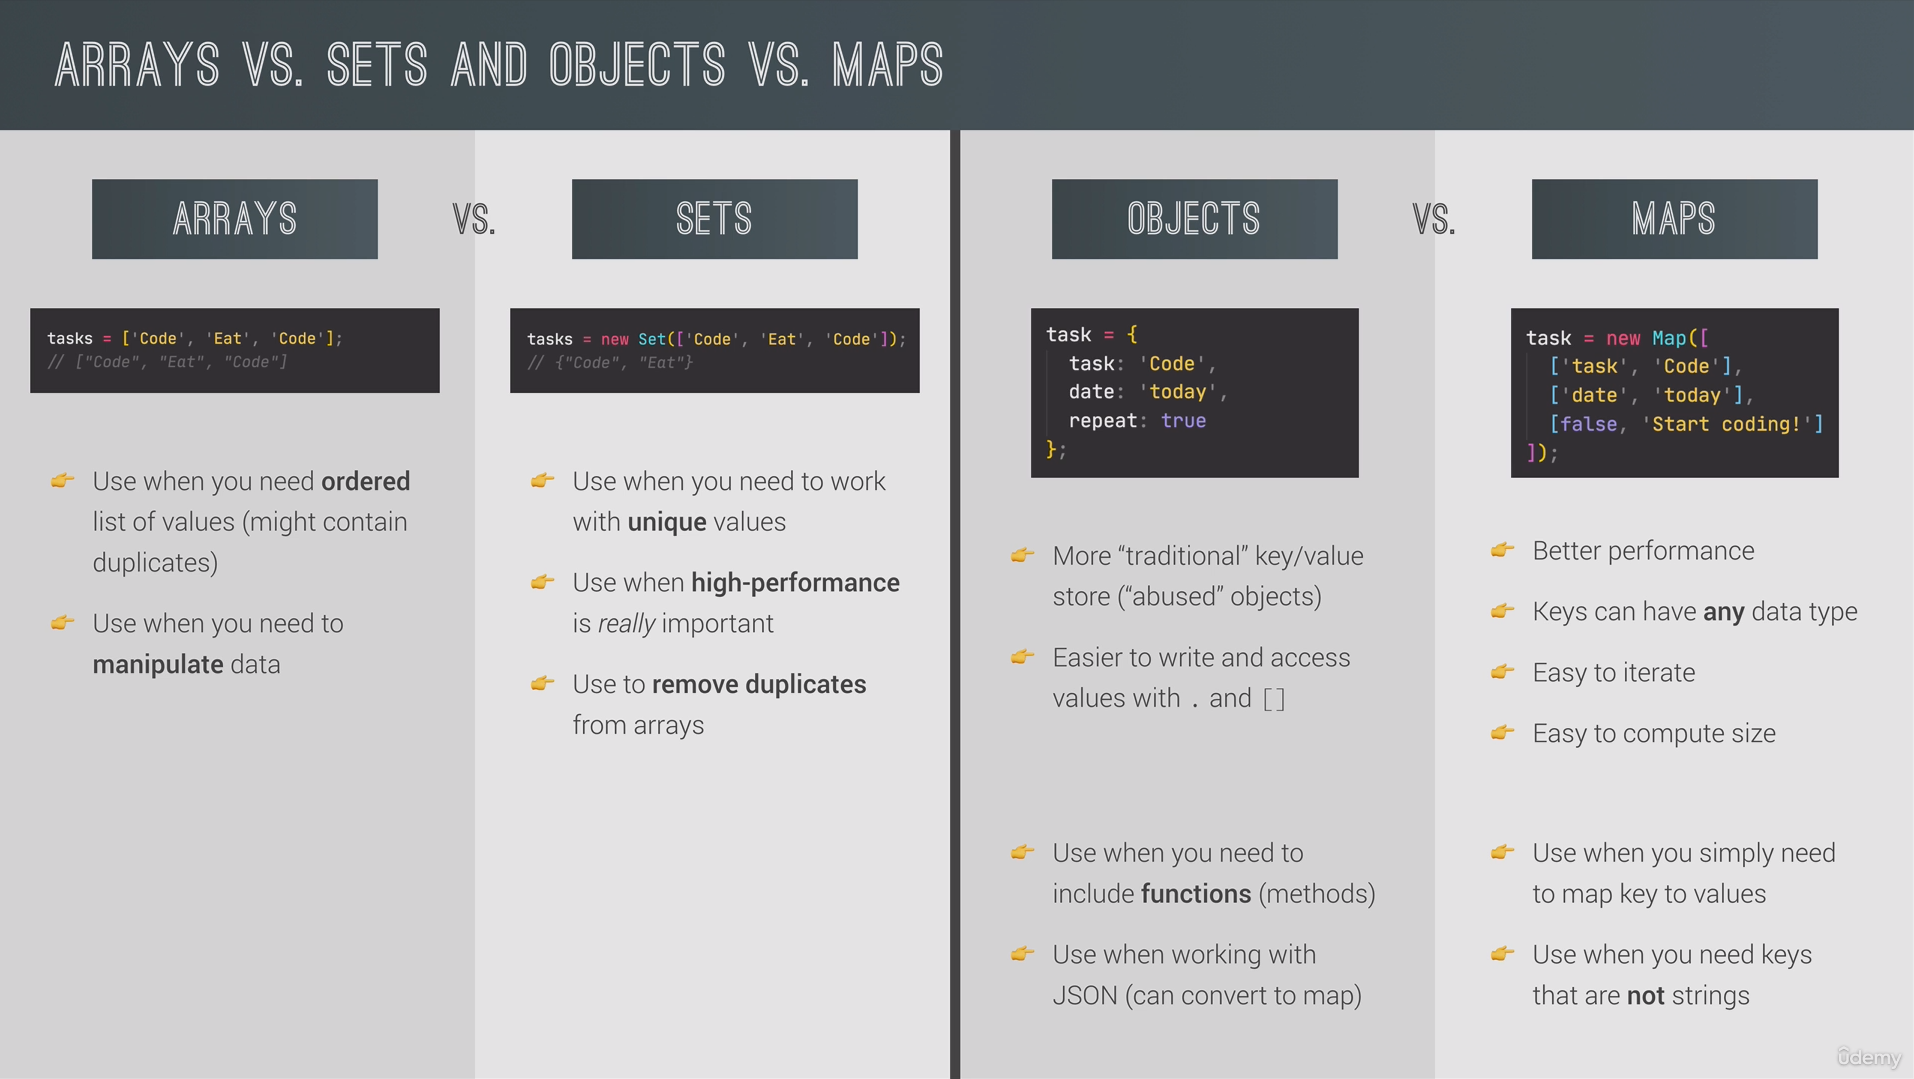 ARRAYS VS. SETS AND OBJECTS VS. MAPS
ARRAYS
VS.
SETS
tasks = ['Code', 'Eat', 'Code'];
// ["Code", "Eat", "Code"]
tasks = new Set(['Code', 'Eat', 'Code']);
// {"Code", "Eat"}
👉 Use when you need ordered
list of values (might contain
duplicates)
👉 Use when you need to
manipulate data
👉 Use when you need to work
with unique values
👉 Use when high-performance
is really important
👉 Use to remove duplicates
from arrays
OBJECTS
VS.
MAPS
task = {
task: 'Code',
date: 'today',
repeat: true
};
task = new Map([
['task', 'Code'],
['date', 'today'],
[false, 'Start coding!']
]);
👉 More “traditional” key/value
store (“abused” objects)
👉 Easier to write and access
values with . and []
👉 Use when you need to
include functions (methods)
👉 Use when working with
JSON (can convert to map)
👉 Better performance
👉 Keys can have any data type
👉 Easy to iterate
👉 Easy to compute size
👉 Use when you simply need
to map key to values
👉 Use when you need keys
that are not strings
ûdemy